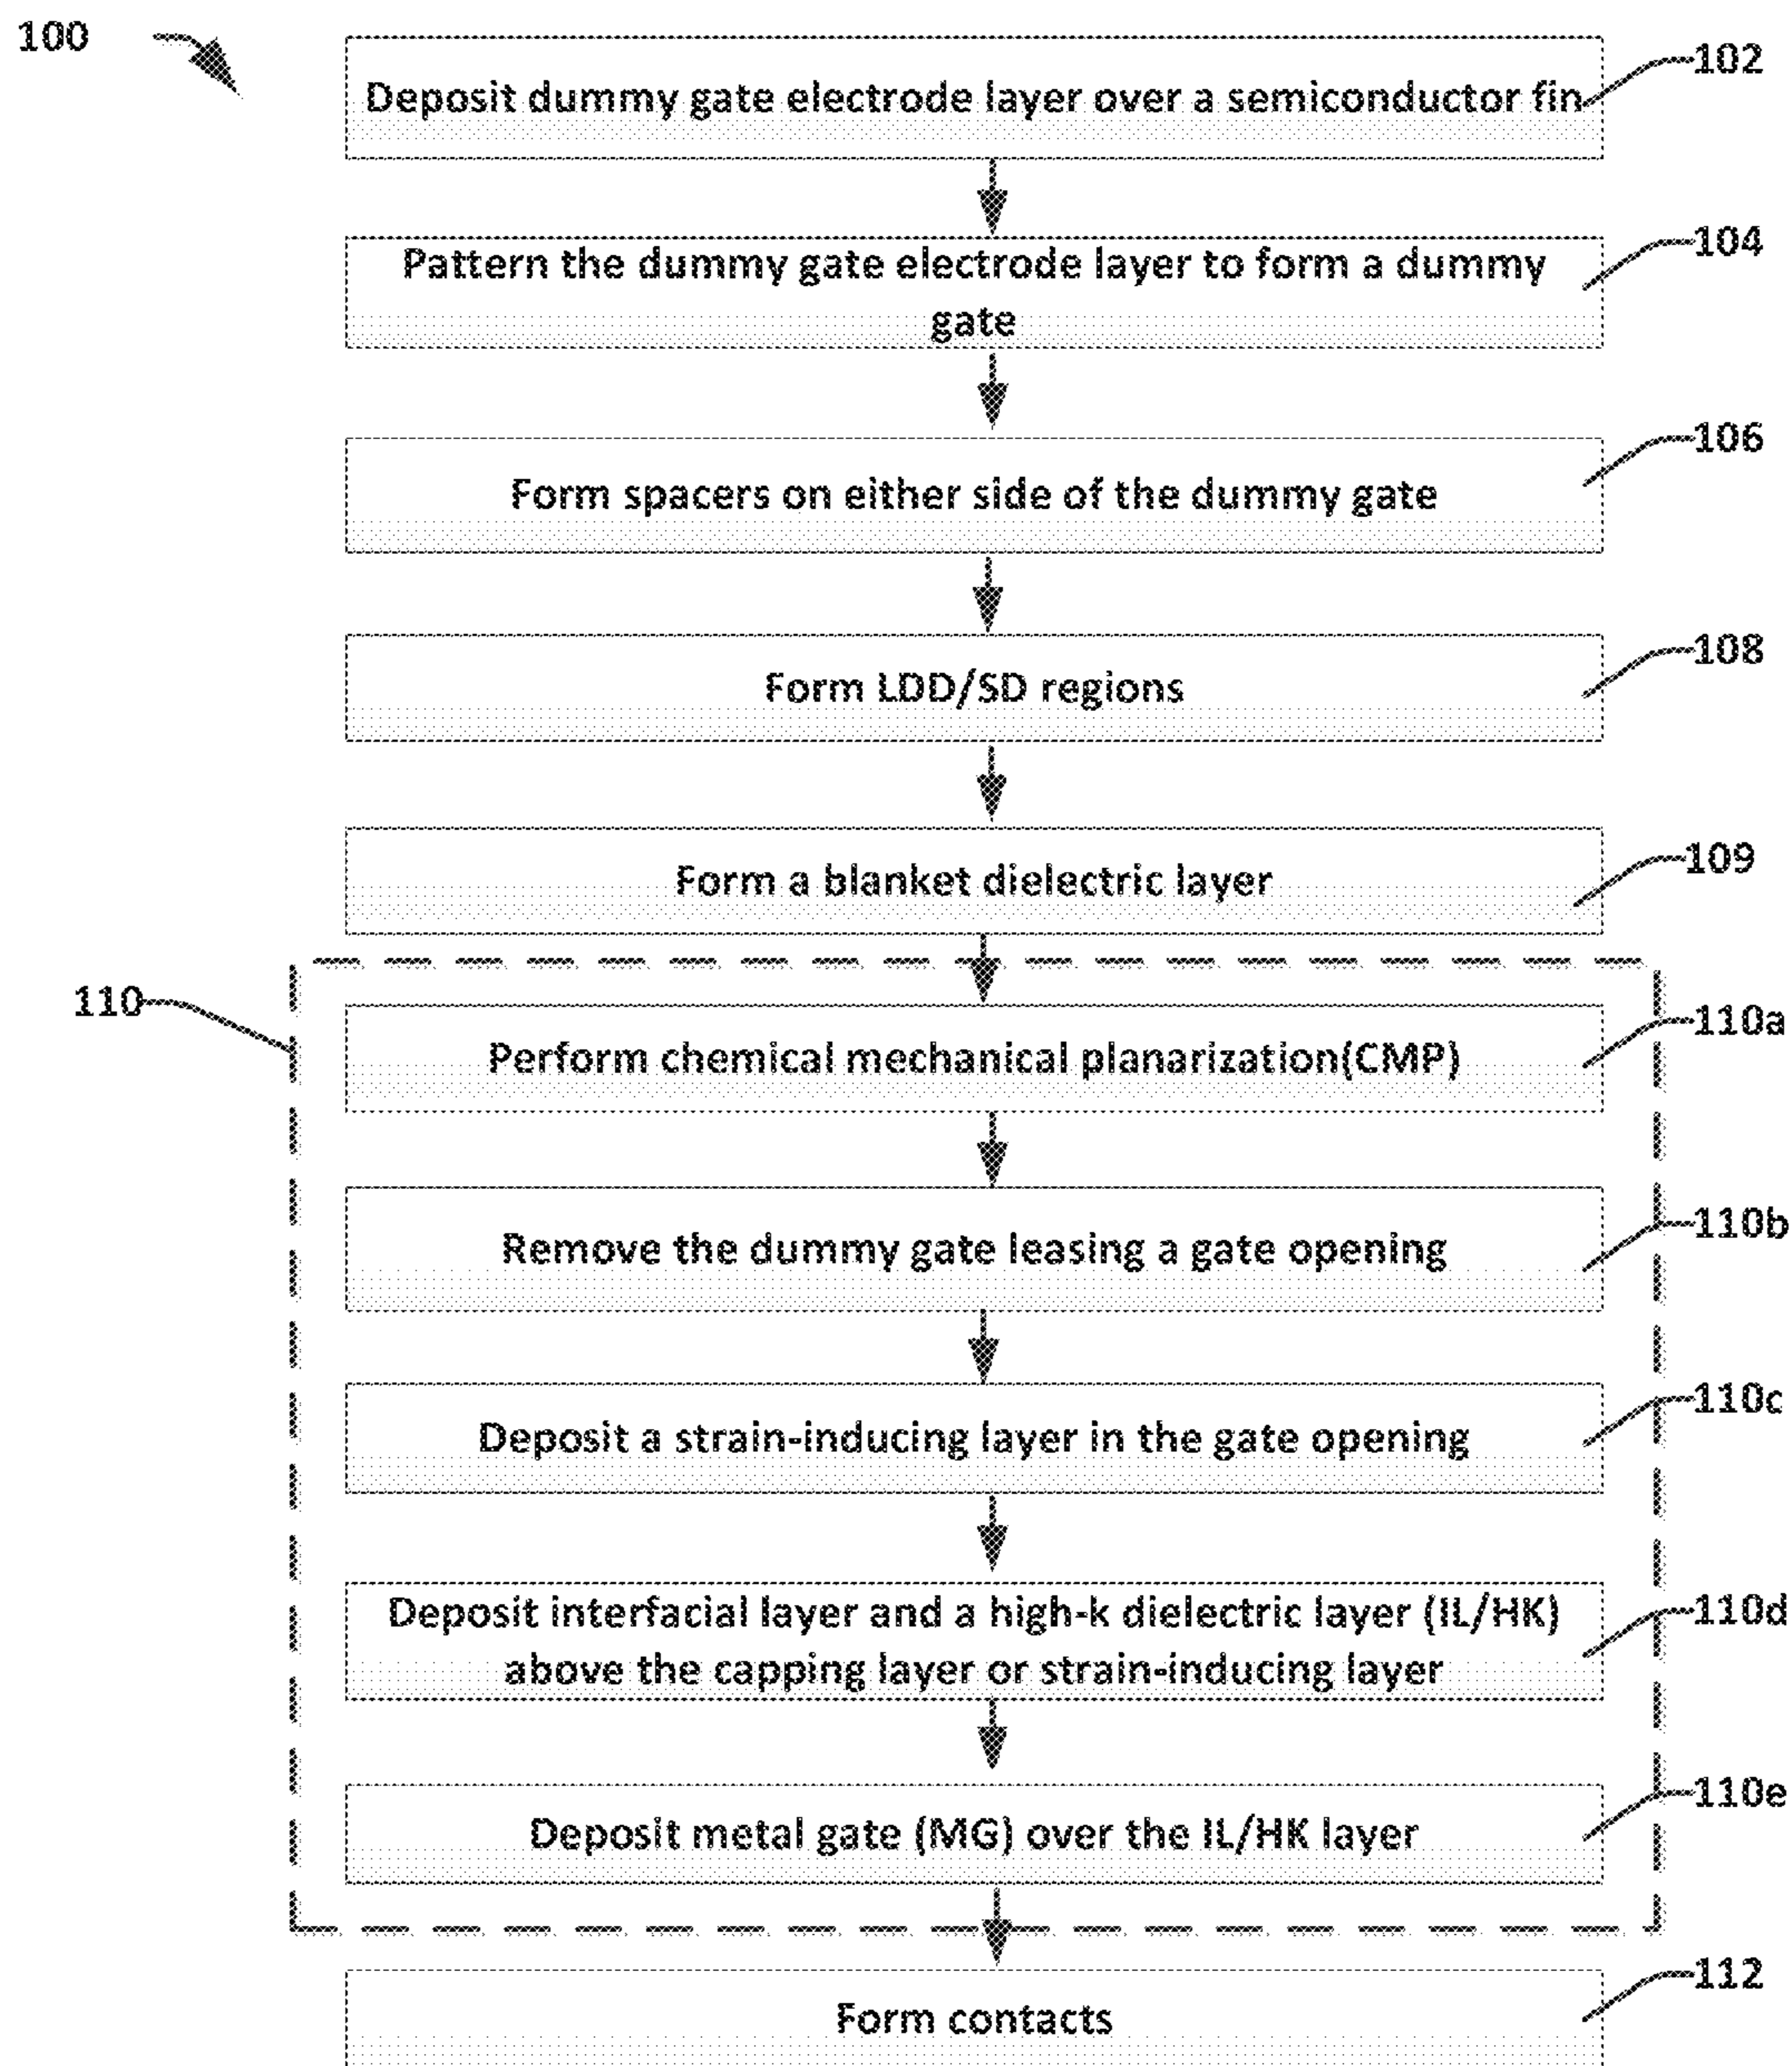 100
102
Deposit dummy gate electrode layer over a semiconductor fin
104
Pattern the dummy gate electrode layer to form a dummy
gate
106
Form spacers on either side of the dummy gate
108
Form LDD/SD regions
109
Form a blanket dielectric layer
110
110a
Perform chemical mechanical planarization(CMP)
110b
Remove the dummy gate leasing a gate opening
110c
Deposit a strain-inducing layer in the gate opening
110d
Deposit interfacial layer and a high-k dielectric layer (IL/HK)
above the capping layer or strain-inducing layer
110e
Deposit metal gate (MG) over the IL/HK layer
112
Form contacts